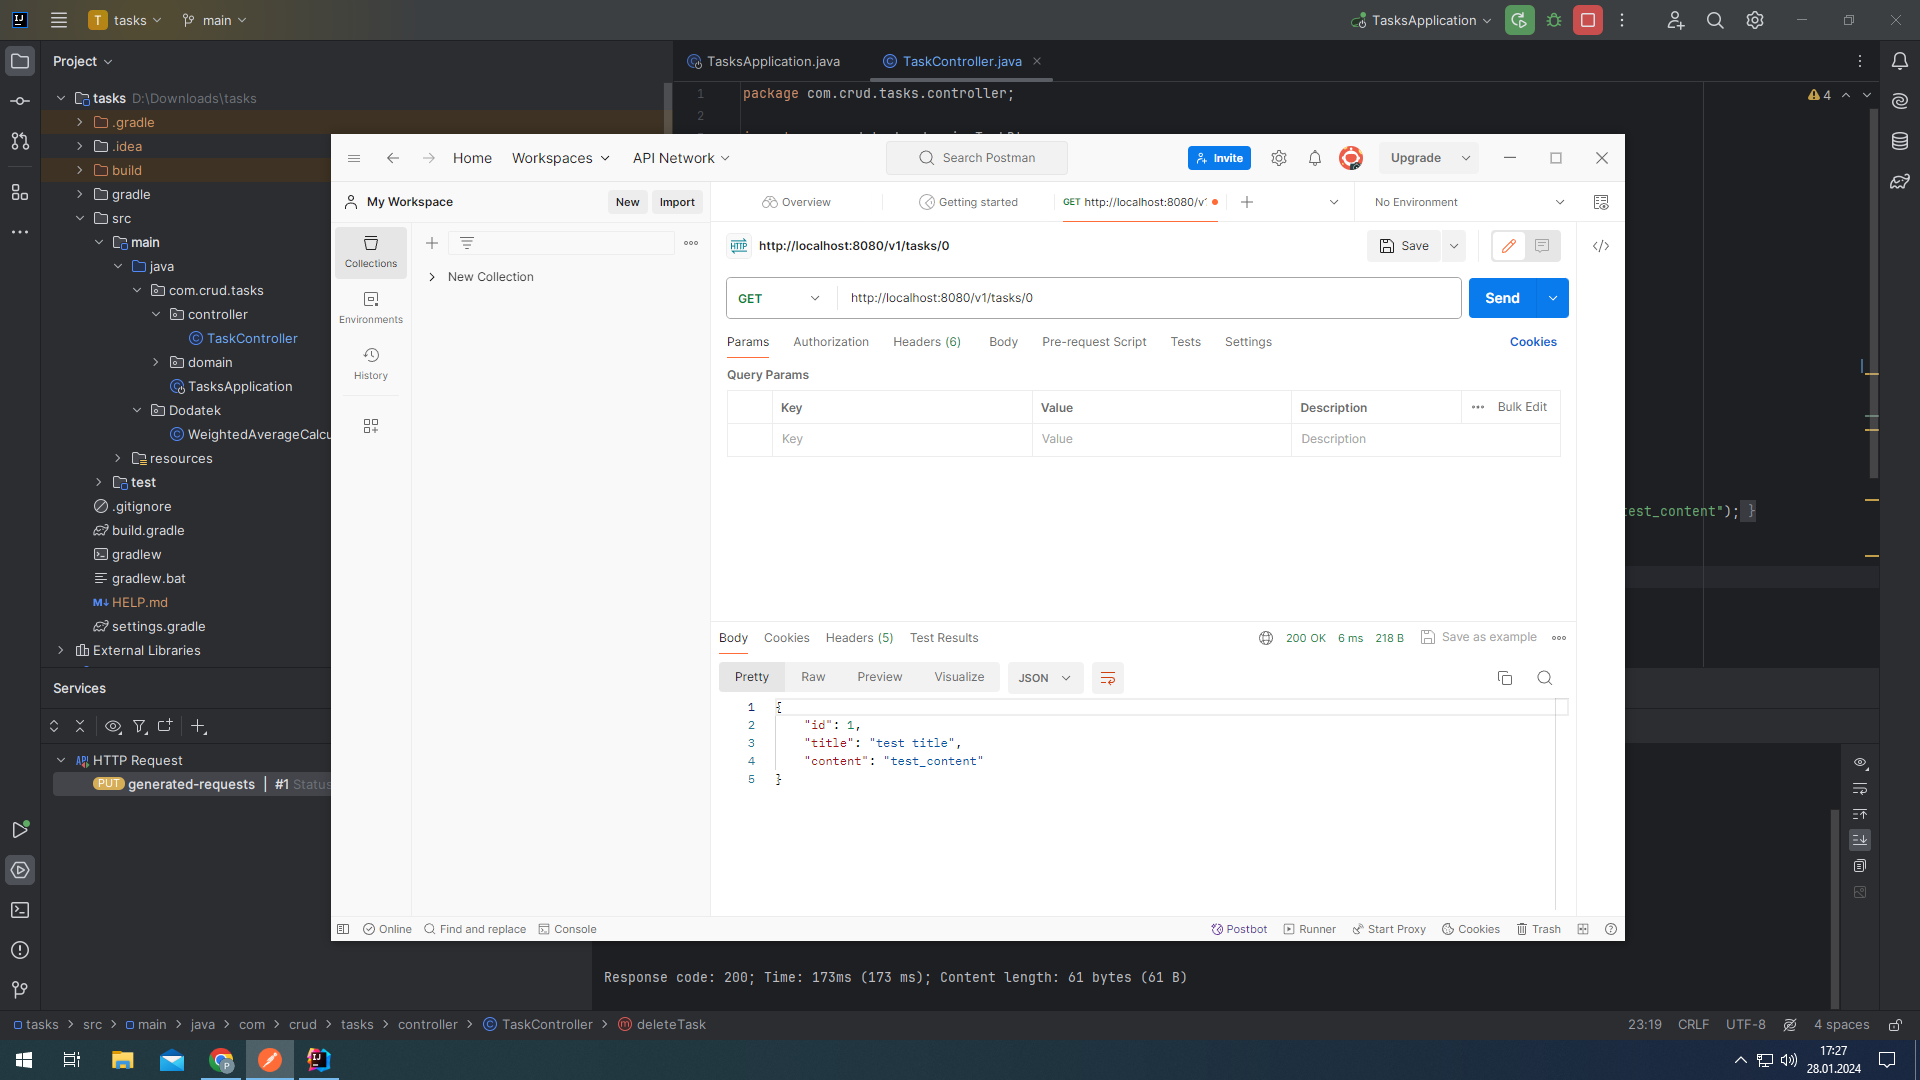 T tasks main TasksApplication
Project
TasksApplication.java TaskController.java
tasks D:\Downloads\tasks
.gradle
.idea
build
gradle
src
main
java
com.crud.tasks
controller
TaskController
domain
TasksApplication
Dodatek
WeightedAverageCalcu
resources
test
.gitignore
build.gradle
gradlew
gradlew.bat
M↓ HELP.md
settings.gradle
External Libraries
1 package com.crud.tasks.controller;
2
4
test_content"); }
Home Workspaces API Network Search Postman Invite Upgrade
My Workspace New Import
Overview Getting started GET http://localhost:8080/v1 No Environment
Collections
Environments
History
New Collection
HTTP http://localhost:8080/v1/tasks/0 Save
GET http://localhost:8080/v1/tasks/0 Send
Params Authorization Headers (6) Body Pre-request Script Tests Settings Cookies
Query Params
Key Value Description Bulk Edit
Key Value Description
Body Cookies Headers (5) Test Results 200 OK 6 ms 218 B Save as example
Pretty Raw Preview Visualize JSON
1 {
2 "id": 1,
3 "title": "test title",
4 "content": "test_content"
5 }
Online Find and replace Console Postbot Runner Start Proxy Cookies Trash
Services
API HTTP Request
PUT generated-requests | #1 Status
Response code: 200; Time: 173ms (173 ms); Content length: 61 bytes (61 B)
tasks > src > main > java > com > crud > tasks > controller > TaskController > deleteTask
23:19 CRLF UTF-8 4 spaces
17:27
28.01.2024